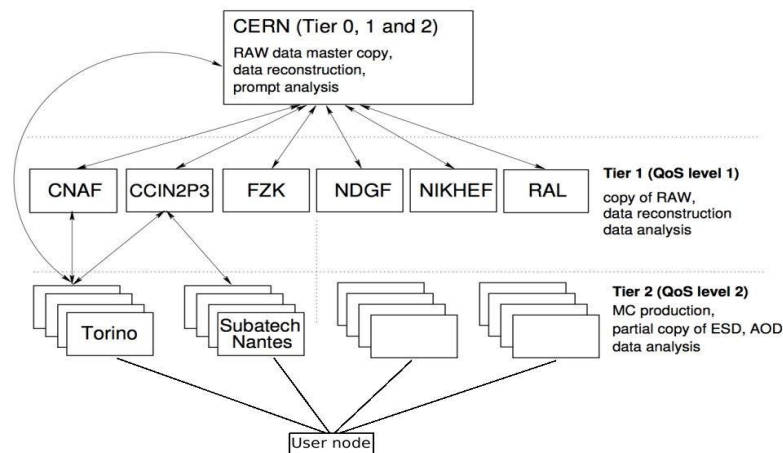 CERN (Tier 0, 1 and 2)
RAW data master copy,
data reconstruction,
prompt analysis
CNAF
CCIN2P3
FZK
NDGF
NIKHEF
RAL
Tier 1 (QoS level 1)
copy of RAW,
data reconstruction
data analysis
Torino
Subatech
Nantes
Tier 2 (QoS level 2)
MC production,
partial copy of ESD, AOD
data analysis
User node